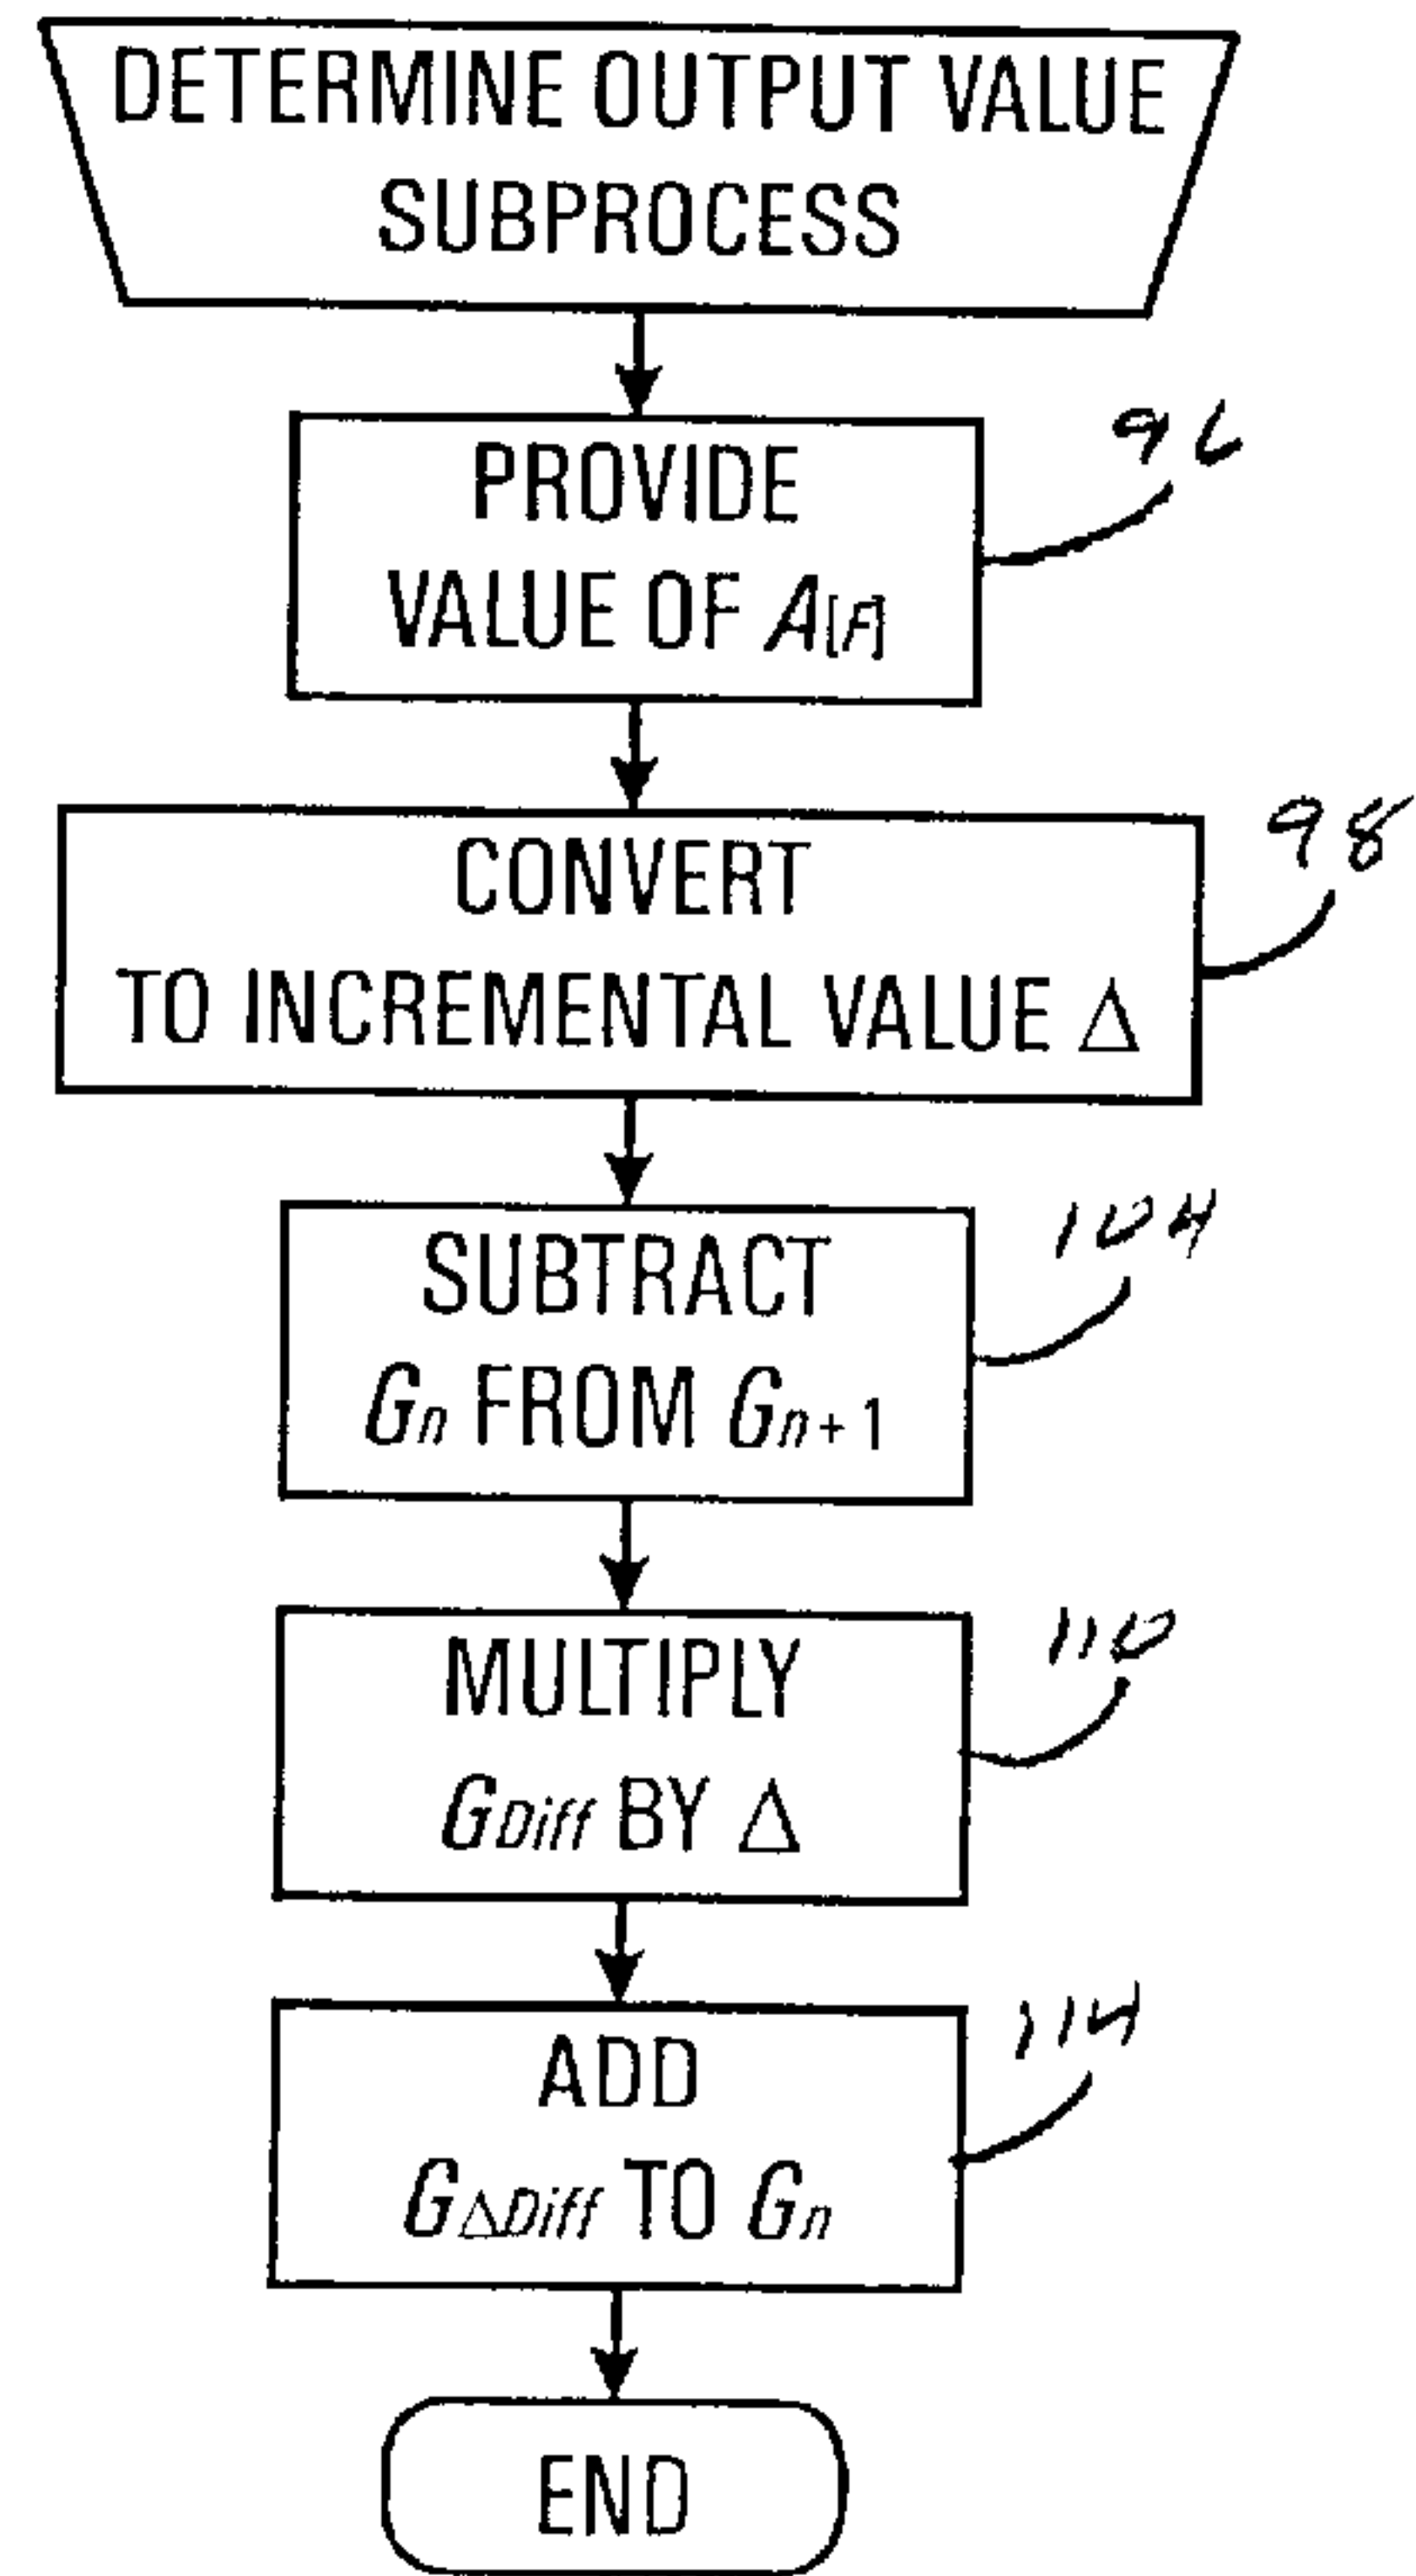 DETERMINE OUTPUT VALUE
SUBPROCESS
PROVIDE
VALUE OF A[F]
96
CONVERT
TO INCREMENTAL VALUE Δ
98
SUBTRACT
Gn FROM Gn+1
104
MULTIPLY
GDiff BY Δ
110
ADD
GΔDiff TO Gn
114
END